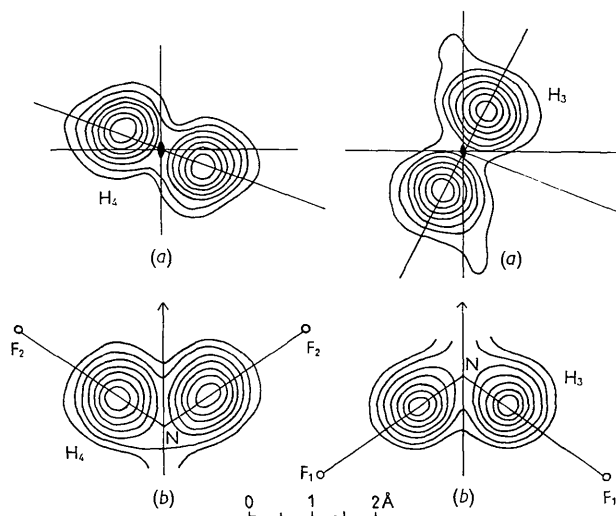 H₃
H₄
(a) (a)
F₂ F₂ N H₃
H₄ N F₁ F₁
(b) (b)
0 1 2Å